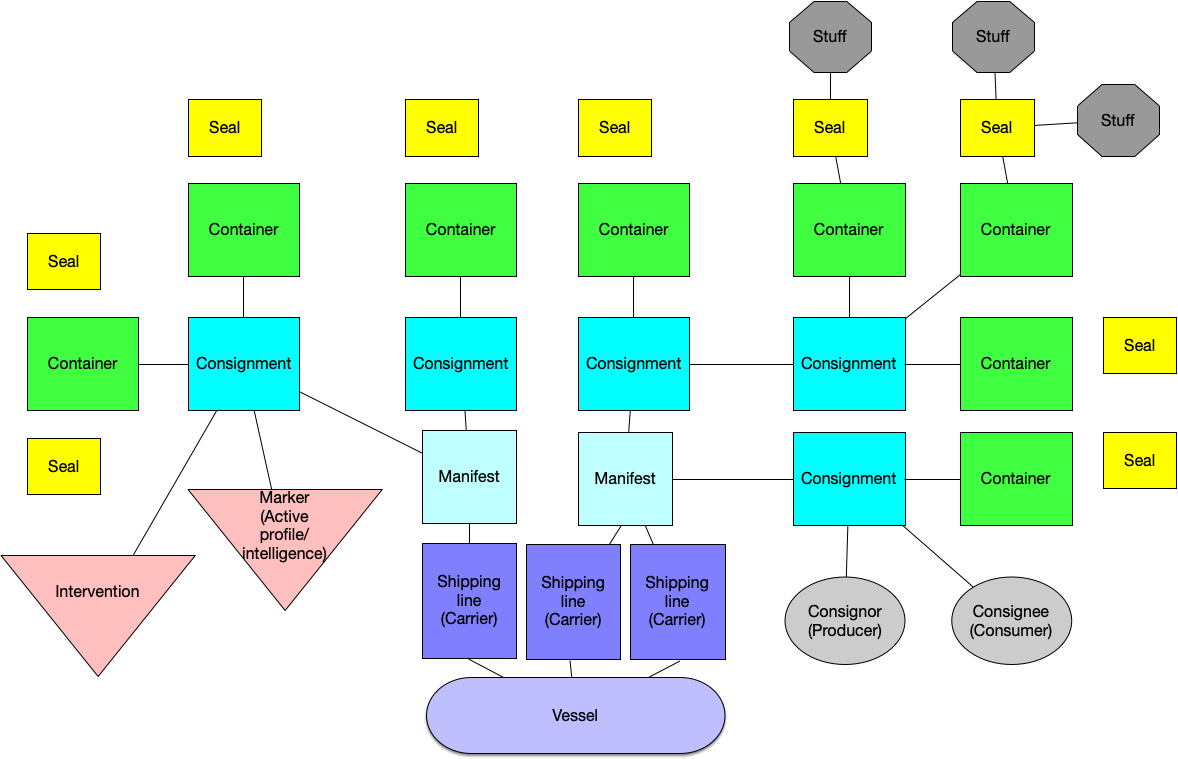 Stuff
Stuff
Stuff
Seal
Seal
Seal
Seal
Seal
Container
Container
Container
Container
Container
Seal
Container
Consignment
Consignment
Consignment
Consignment
Container
Seal
Seal
Manifest
Manifest
Consignment
Container
Seal
Marker
(Active
profile/
intelligence)
Intervention
Shipping
line
(Carrier)
Shipping
line
(Carrier)
Shipping
line
(Carrier)
Consignor
(Producer)
Consignee
(Consumer)
Vessel